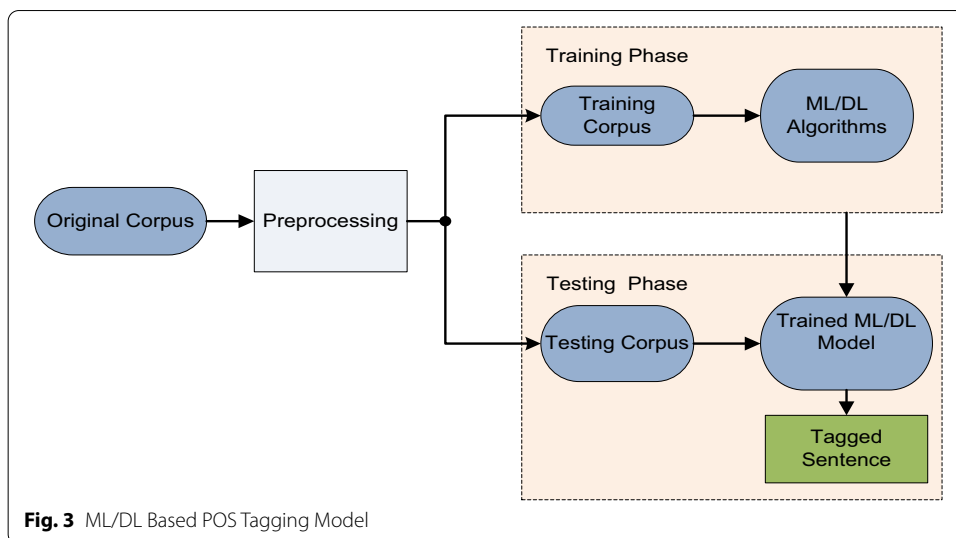 Training Phase
Training
Corpus
ML/DL
Algorithms
Original Corpus
Preprocessing
Testing Phase
Testing Corpus
Trained ML/DL
Model
Tagged
Sentence
Fig. 3 ML/DL Based POS Tagging Model